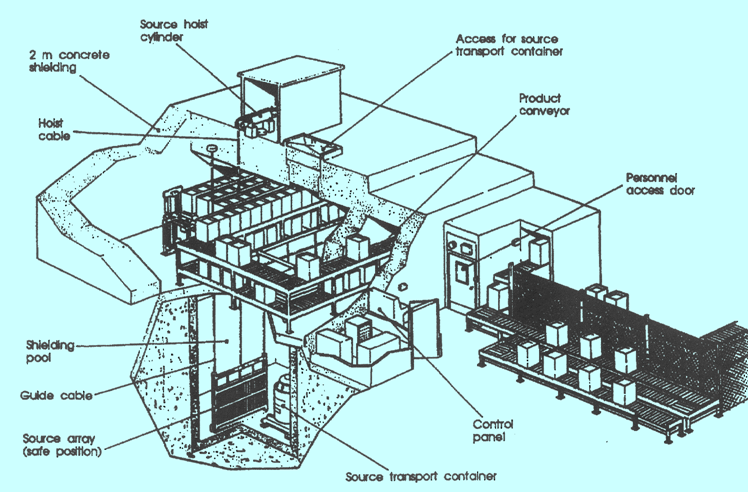 Source hoist
cylinder
2 m concrete
shielding
Access for source
transport container
Hoist
cable
Product
conveyor
Personnel
access door
Shielding
pool
Guide cable
Source array
(safe position)
Control
panel
Source transport container